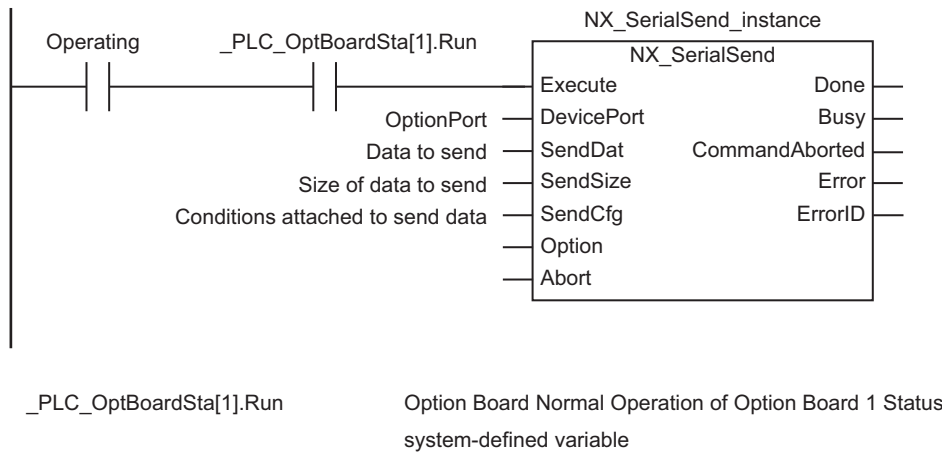 NX_SerialSend_instance
Operating
_PLC_OptBoardSta[1].Run
NX_SerialSend
Execute Done
OptionPort DevicePort Busy
Data to send SendDat CommandAborted
Size of data to send SendSize Error
Conditions attached to send data SendCfg ErrorID
Option
Abort
_PLC_OptBoardSta[1].Run Option Board Normal Operation of Option Board 1 Status
system-defined variable